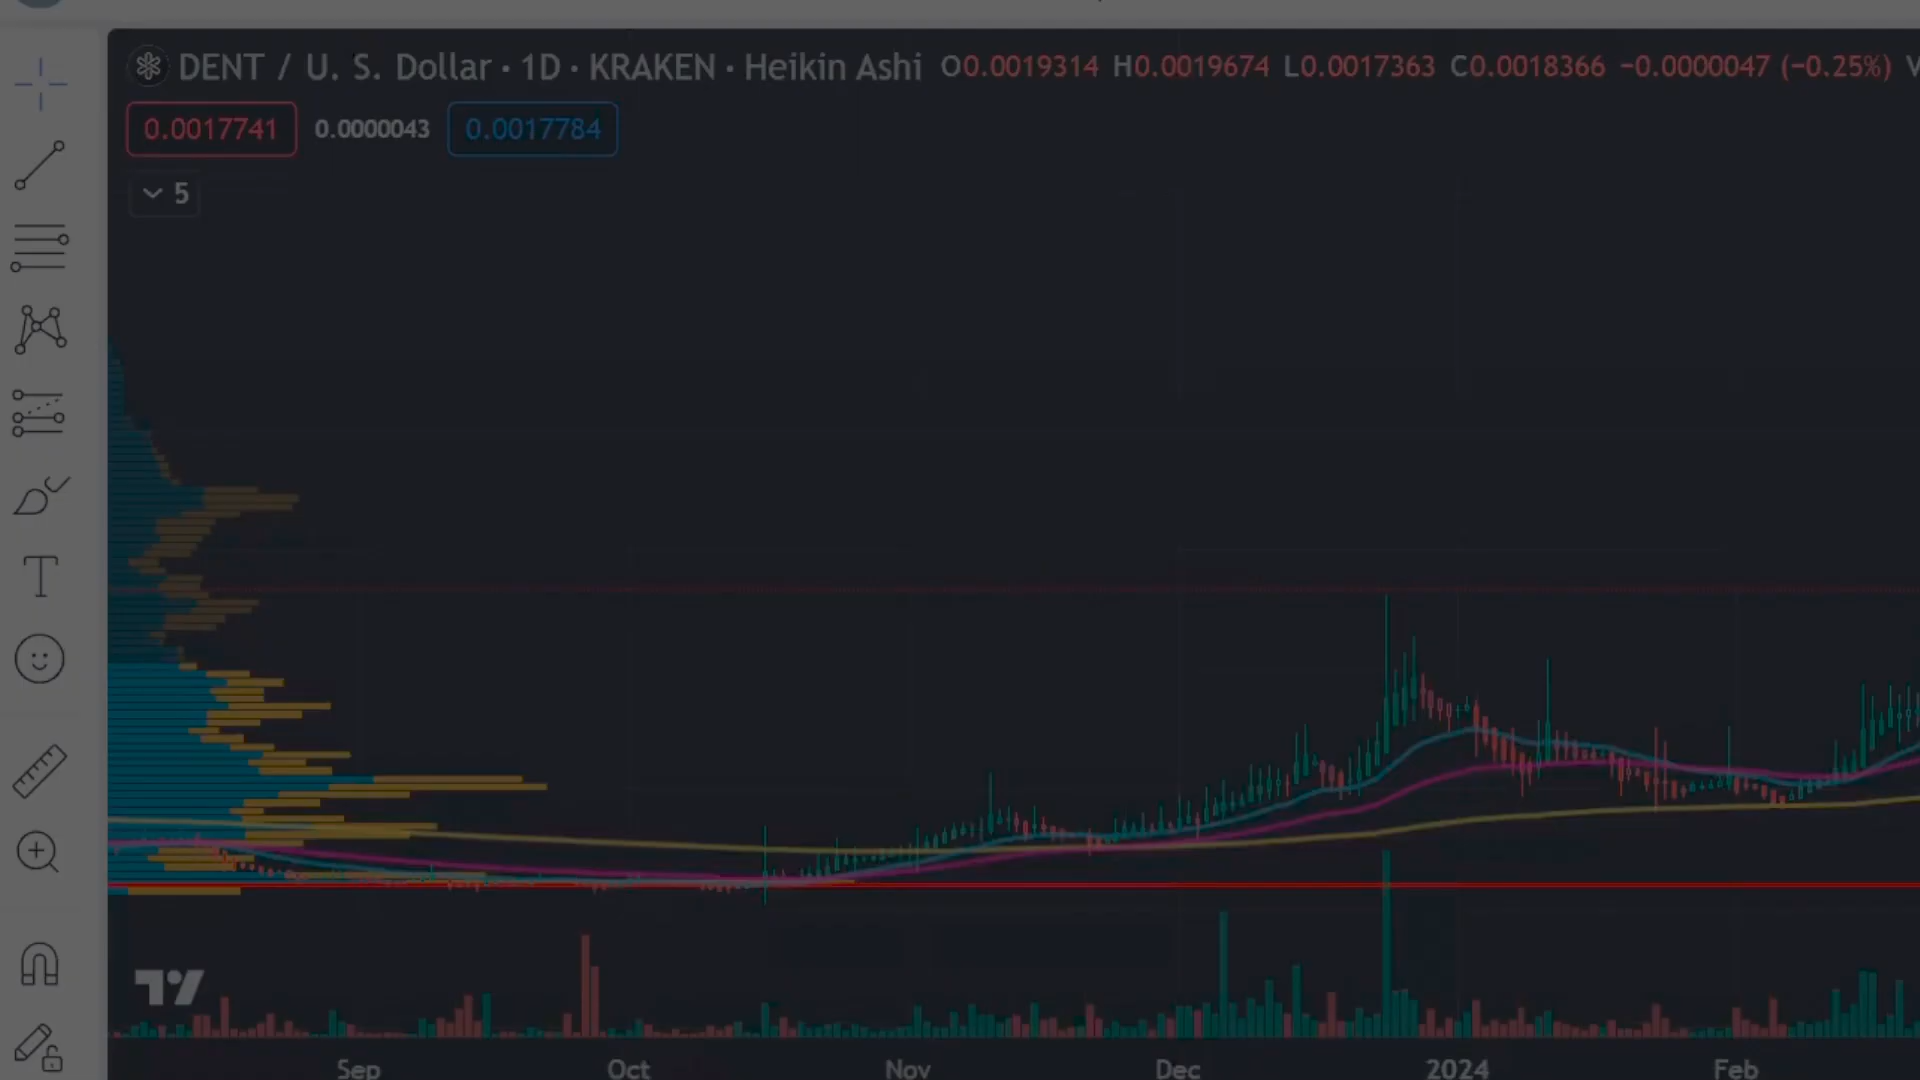 DENT / U. S. Dollar · 1D · KRAKEN · Heikin Ashi O0.0019314 H0.0019674 L0.0017363 C0.0018366 −0.0000047 (−0.25%) V
0.0017741 0.0000043 0.0017784
5
Sep Oct Nov Dec 2024 Feb